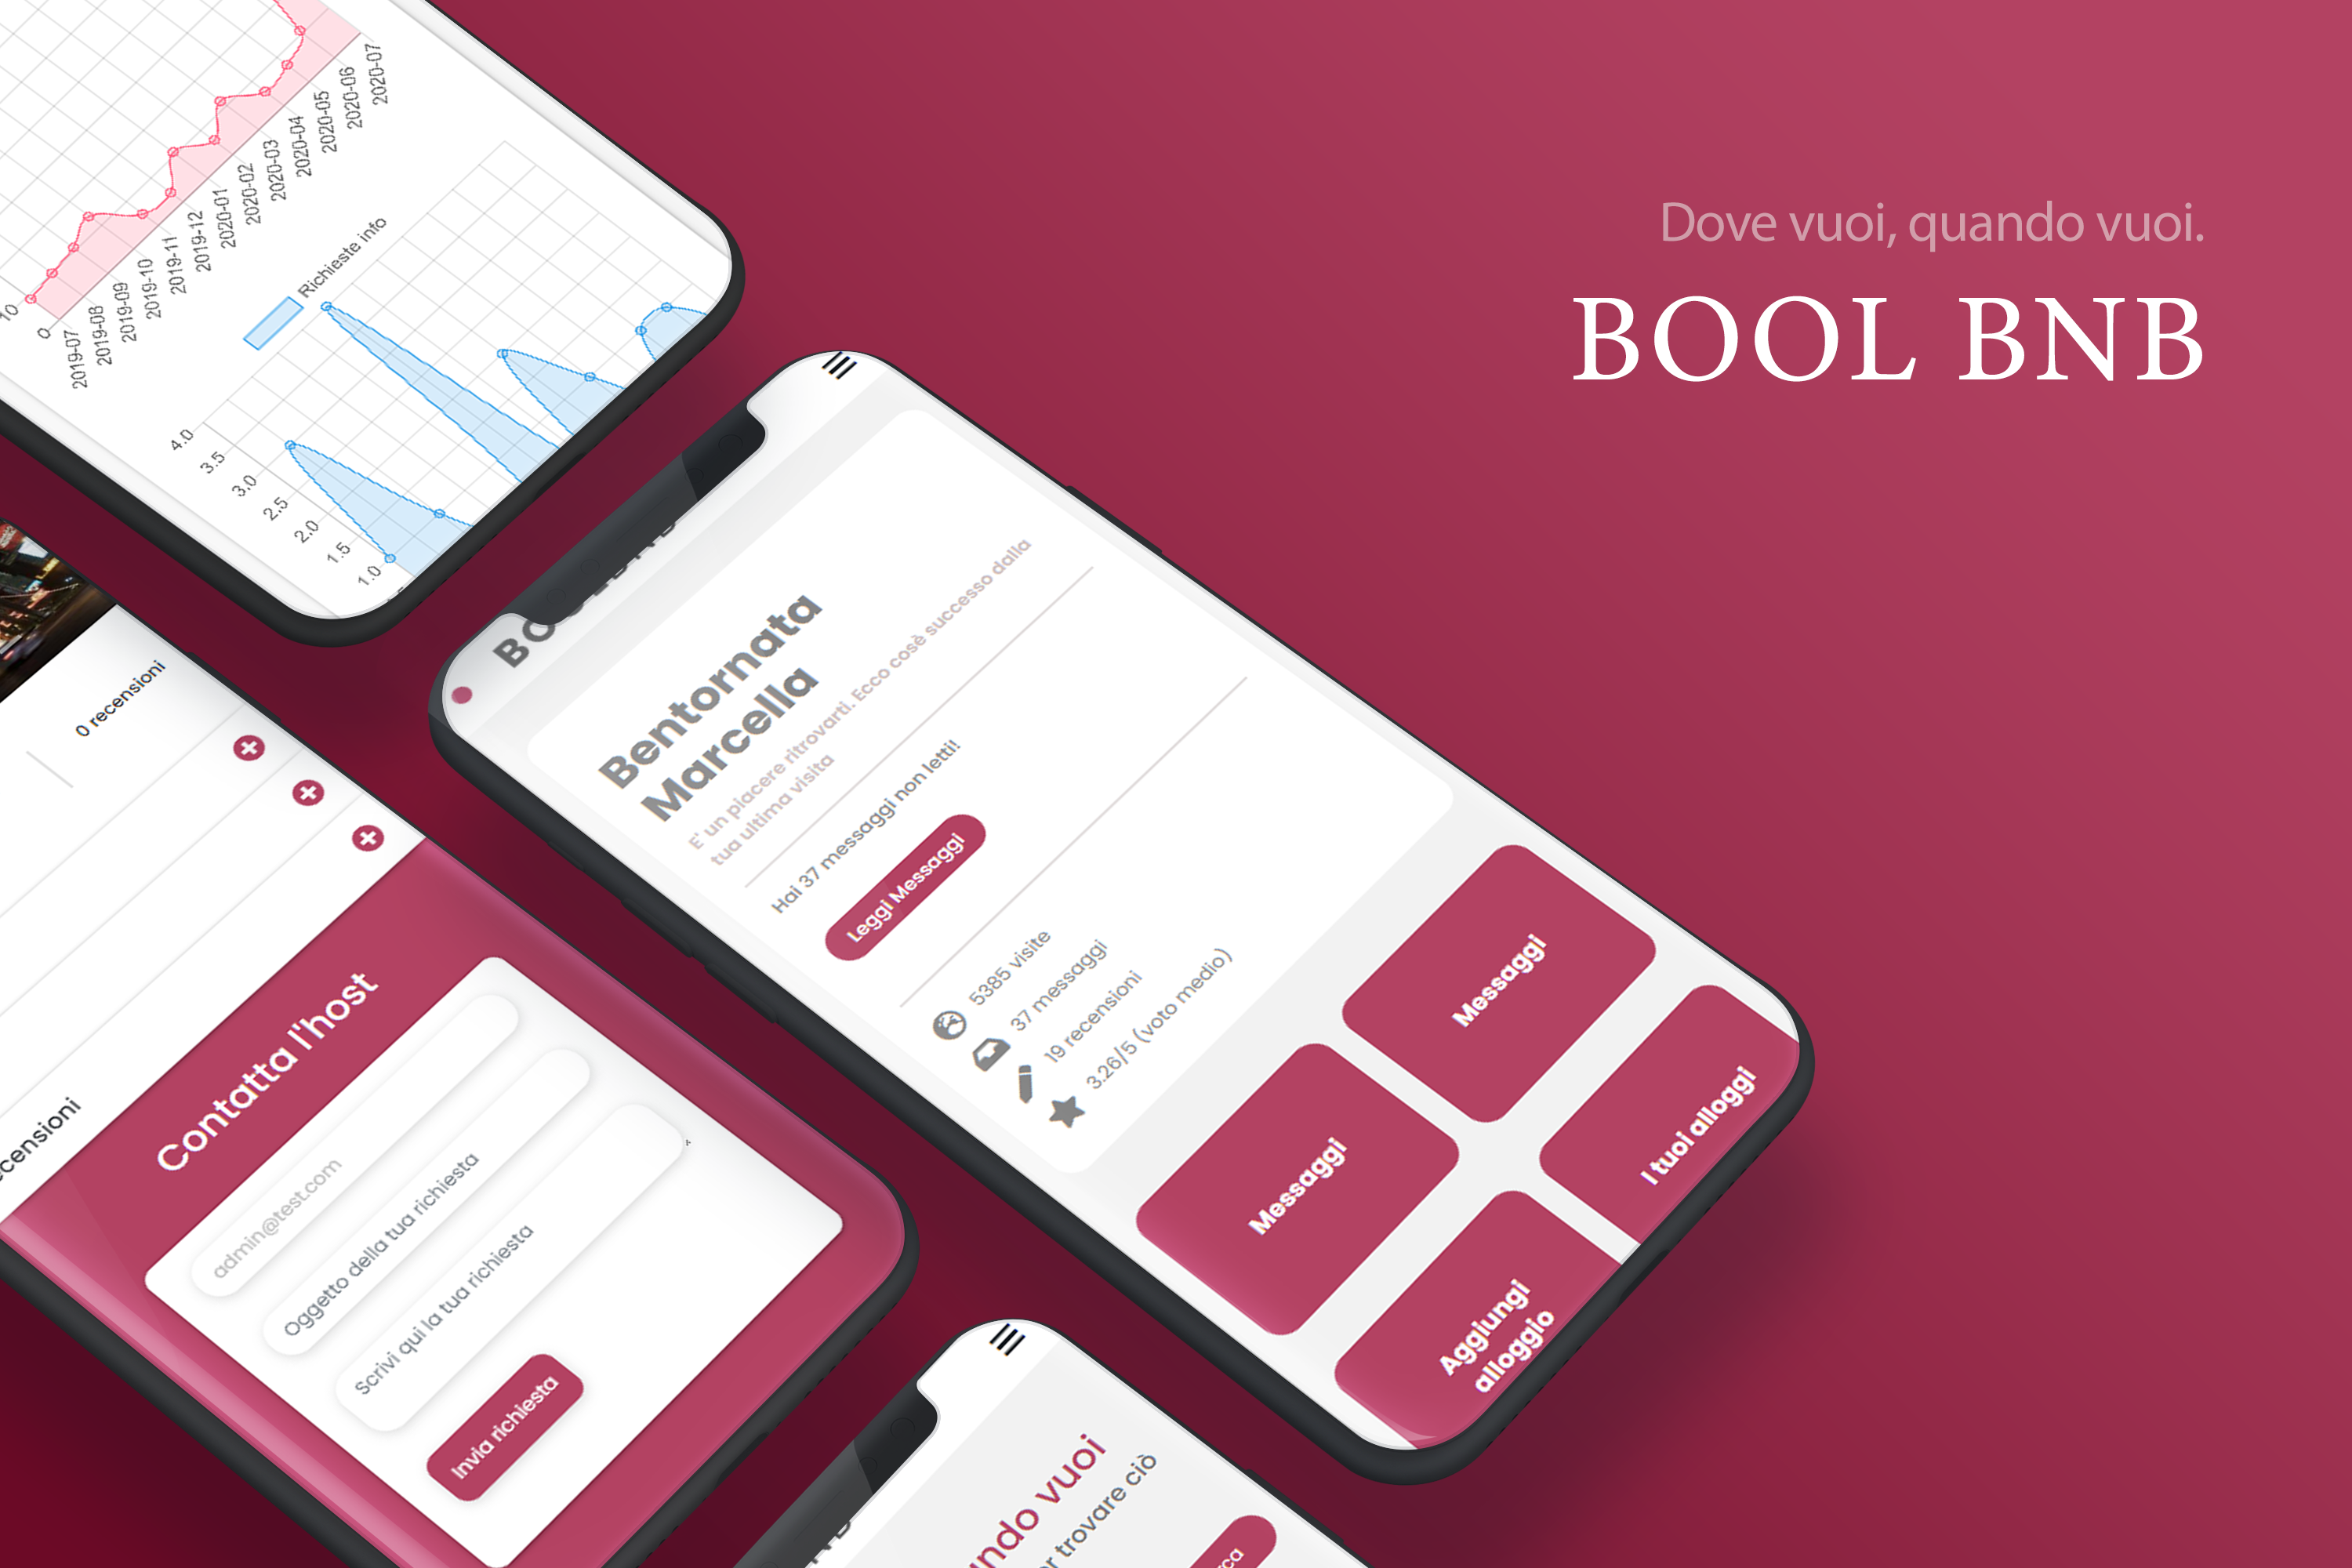 Dove vuoi, quando vuoi.
BOOL BNB
10
0
2019-07
2019-08
2019-09
2019-10
2019-11
2019-12
2020-01
2020-02
2020-03
2020-04
2020-05
2020-06
2020-07
Richieste info
4.0
3.5
3.0
2.5
2.0
1.5
1.0
Bentornata
Marcella
E' un piacere ritrovarti. Ecco cosè successo dalla
tua ultima visita
Hai 37 messaggi non letti!
Leggi Messaggi
5385 visite
37 messaggi
19 recensioni
3.26/5 (voto medio)
Messaggi
Messaggi
I tuoi alloggi
Aggiungi
alloggio
0 recensioni
Contatta l'host
admin@test.com
Oggetto della tua richiesta
Scrivi qui la tua richiesta
Invia richiesta
vuoi
trovare ciò